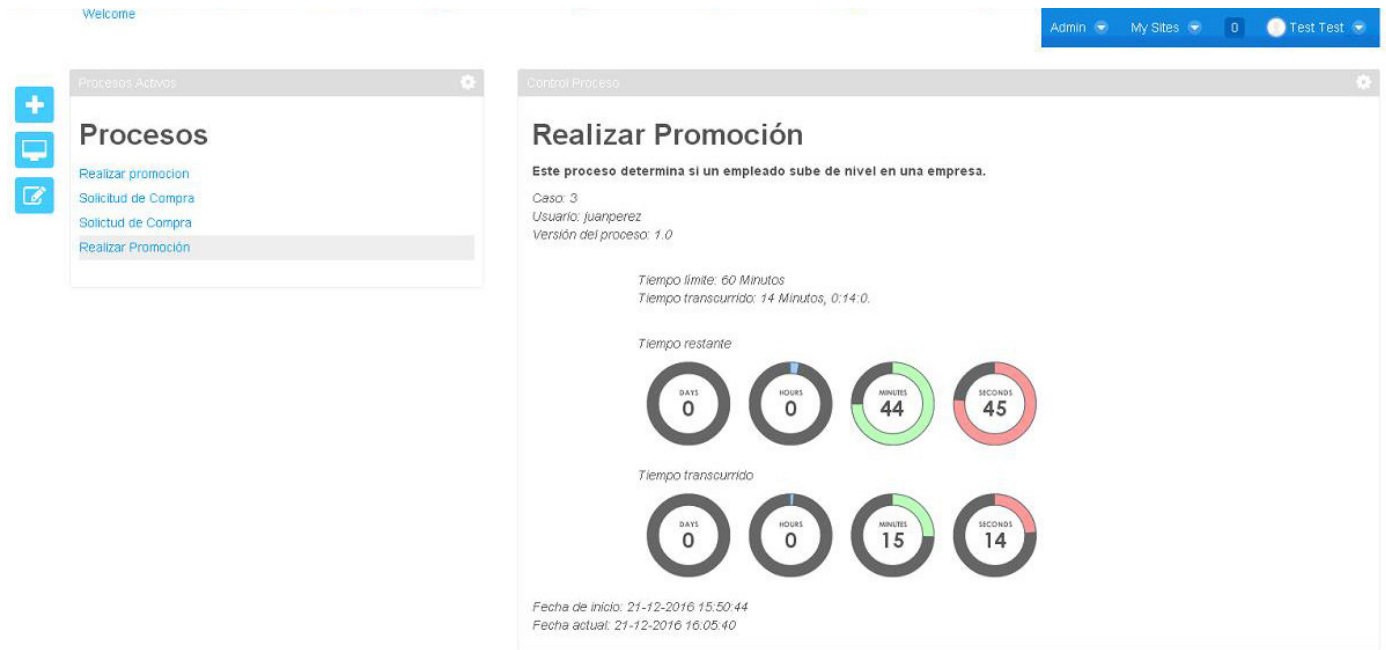 Welcome
Admin My Sites 0 Test Test
Procesos Activos
Procesos
Realizar promocion
Solicitud de Compra
Solictud de Compra
Realizar Promoción
Control Proceso
Realizar Promoción
Este proceso determina si un empleado sube de nivel en una empresa.
Caso: 3
Usuario: juanperez
Versión del proceso: 1.0
Tiempo límite: 60 Minutos
Tiempo transcurrido: 14 Minutos, 0:14:0.
Tiempo restante
DAYS HOURS MINUTES SECONDS
0 0 44 45
Tiempo transcurrido
DAYS HOURS MINUTES SECONDS
0 0 15 14
Fecha de inicio: 21-12-2016 15:50:44
Fecha actual: 21-12-2016 16:05:40